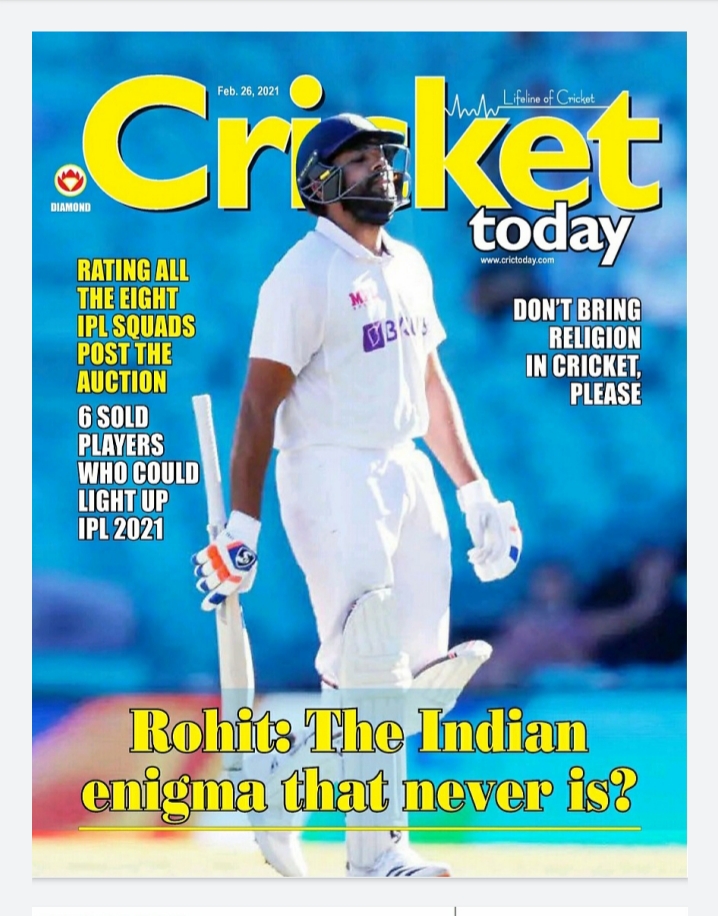 Feb. 26, 2021
Lifeline of Cricket
Cricket
today
www.crictoday.com
DIAMOND
RATING ALL
THE EIGHT
IPL SQUADS
POST THE
AUCTION
6 SOLD
PLAYERS
WHO COULD
LIGHT UP
IPL 2021
DON'T BRING
RELIGION
IN CRICKET,
PLEASE
Rohit: The Indian
enigma that never is?